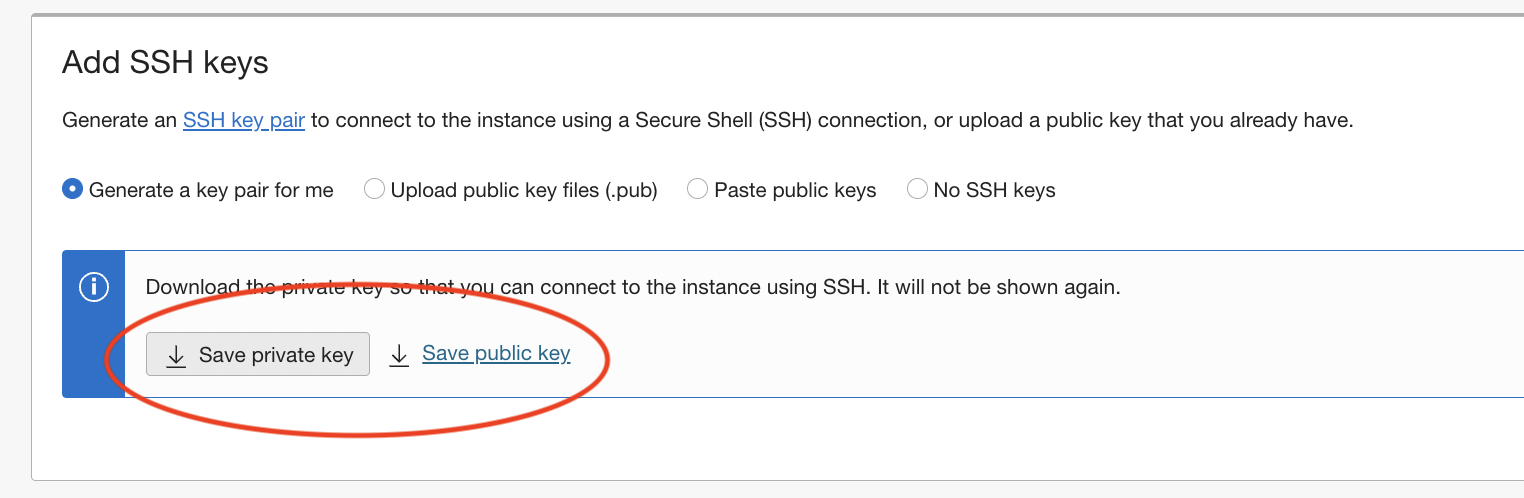 Add SSH keys
Generate an SSH key pair to connect to the instance using a Secure Shell (SSH) connection, or upload a public key that you already have.
Generate a key pair for me Upload public key files (.pub) Paste public keys No SSH keys
Download the private key so that you can connect to the instance using SSH. It will not be shown again.
Save private key Save public key